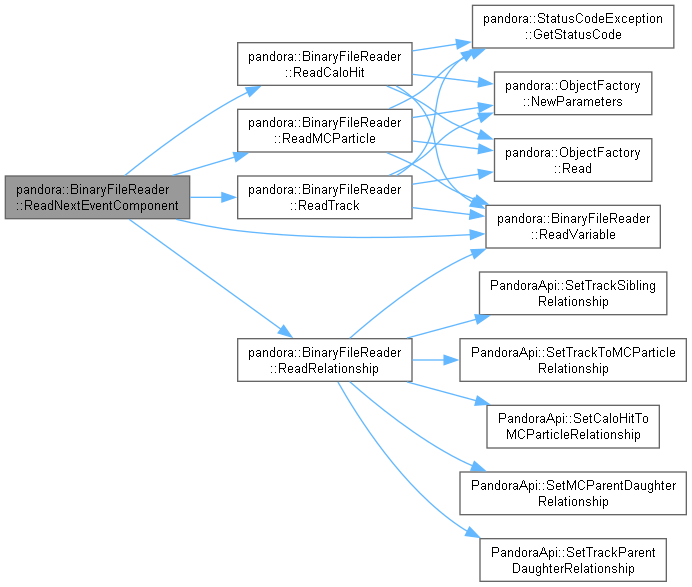 pandora::BinaryFileReader
::ReadNextEventComponent
pandora::BinaryFileReader
::ReadCaloHit
pandora::BinaryFileReader
::ReadMCParticle
pandora::BinaryFileReader
::ReadTrack
pandora::BinaryFileReader
::ReadRelationship
pandora::StatusCodeException
::GetStatusCode
pandora::ObjectFactory
::NewParameters
pandora::ObjectFactory
::Read
pandora::BinaryFileReader
::ReadVariable
PandoraApi::SetTrackSibling
Relationship
PandoraApi::SetTrackToMCParticle
Relationship
PandoraApi::SetCaloHitTo
MCParticleRelationship
PandoraApi::SetMCParentDaughter
Relationship
PandoraApi::SetTrackParent
DaughterRelationship